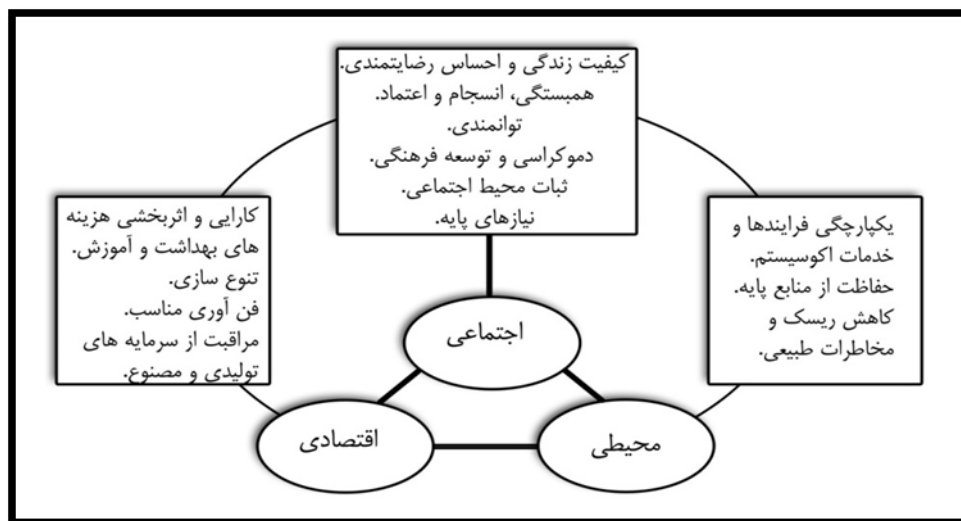 کیفیت زندگی و احساس رضایتمندی.
همبستگی، انسجام و اعتماد.
توانمندی.
دموکراسی و توسعه فرهنگی.
ثبات محیط اجتماعی.
نیازهای پایه.
یکپارچگی فرایندها و
خدمات اکوسیستم.
حفاظت از منابع پایه.
کاهش ریسک و
مخاطرات طبیعی.
کارایی و اثربخشی هزینه
های بهداشت و آموزش.
تنوع سازی.
فن آوری مناسب.
مراقبت از سرمایه های
تولیدی و مصنوع.
اجتماعی
محیطی
اقتصادی